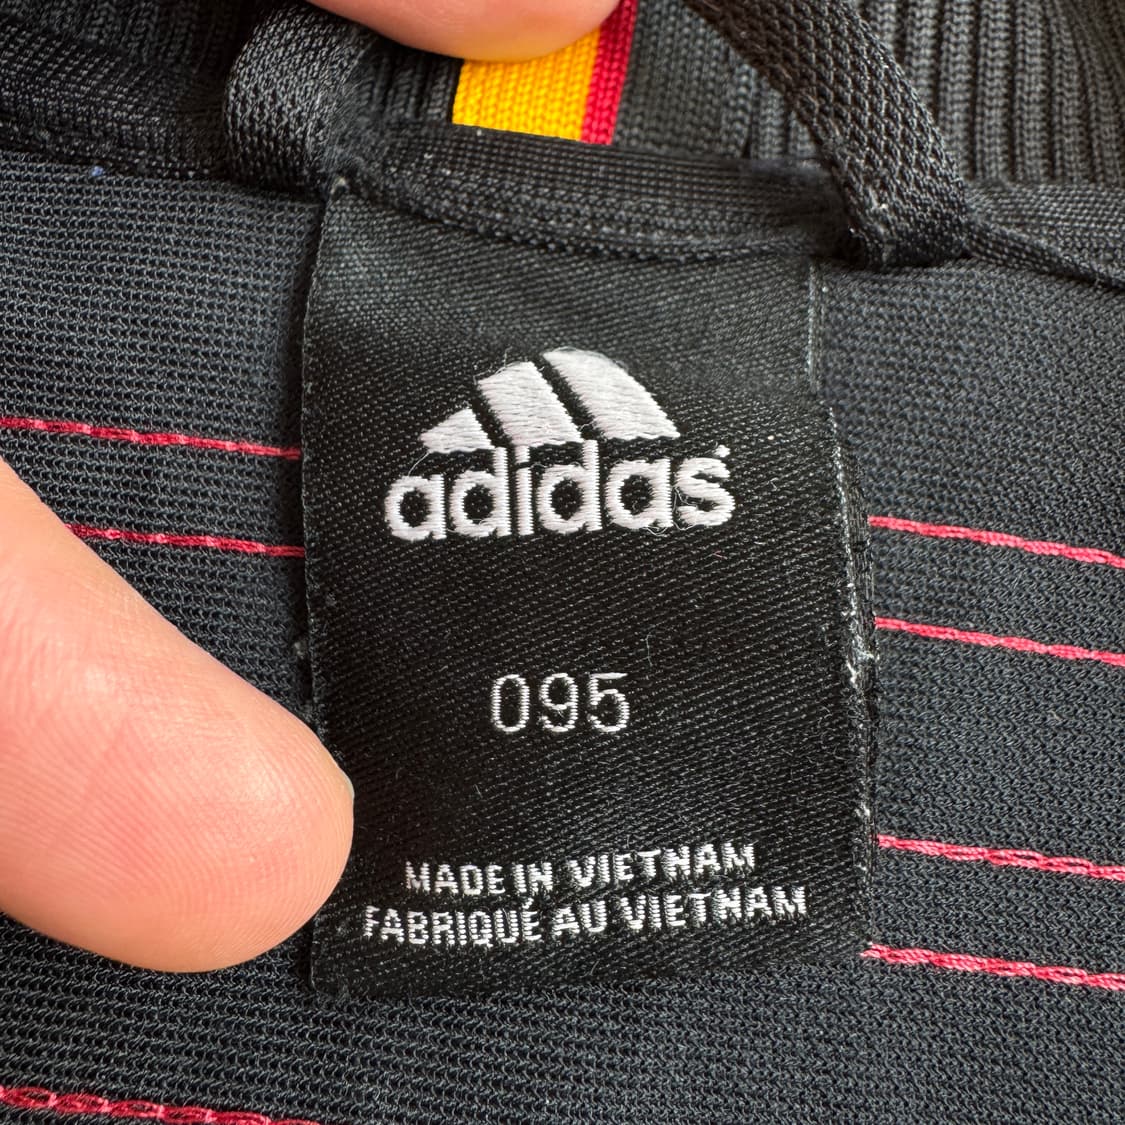 adidas
095
MADE IN VIETNAM
FABRIQUÉ AU VIETNAM